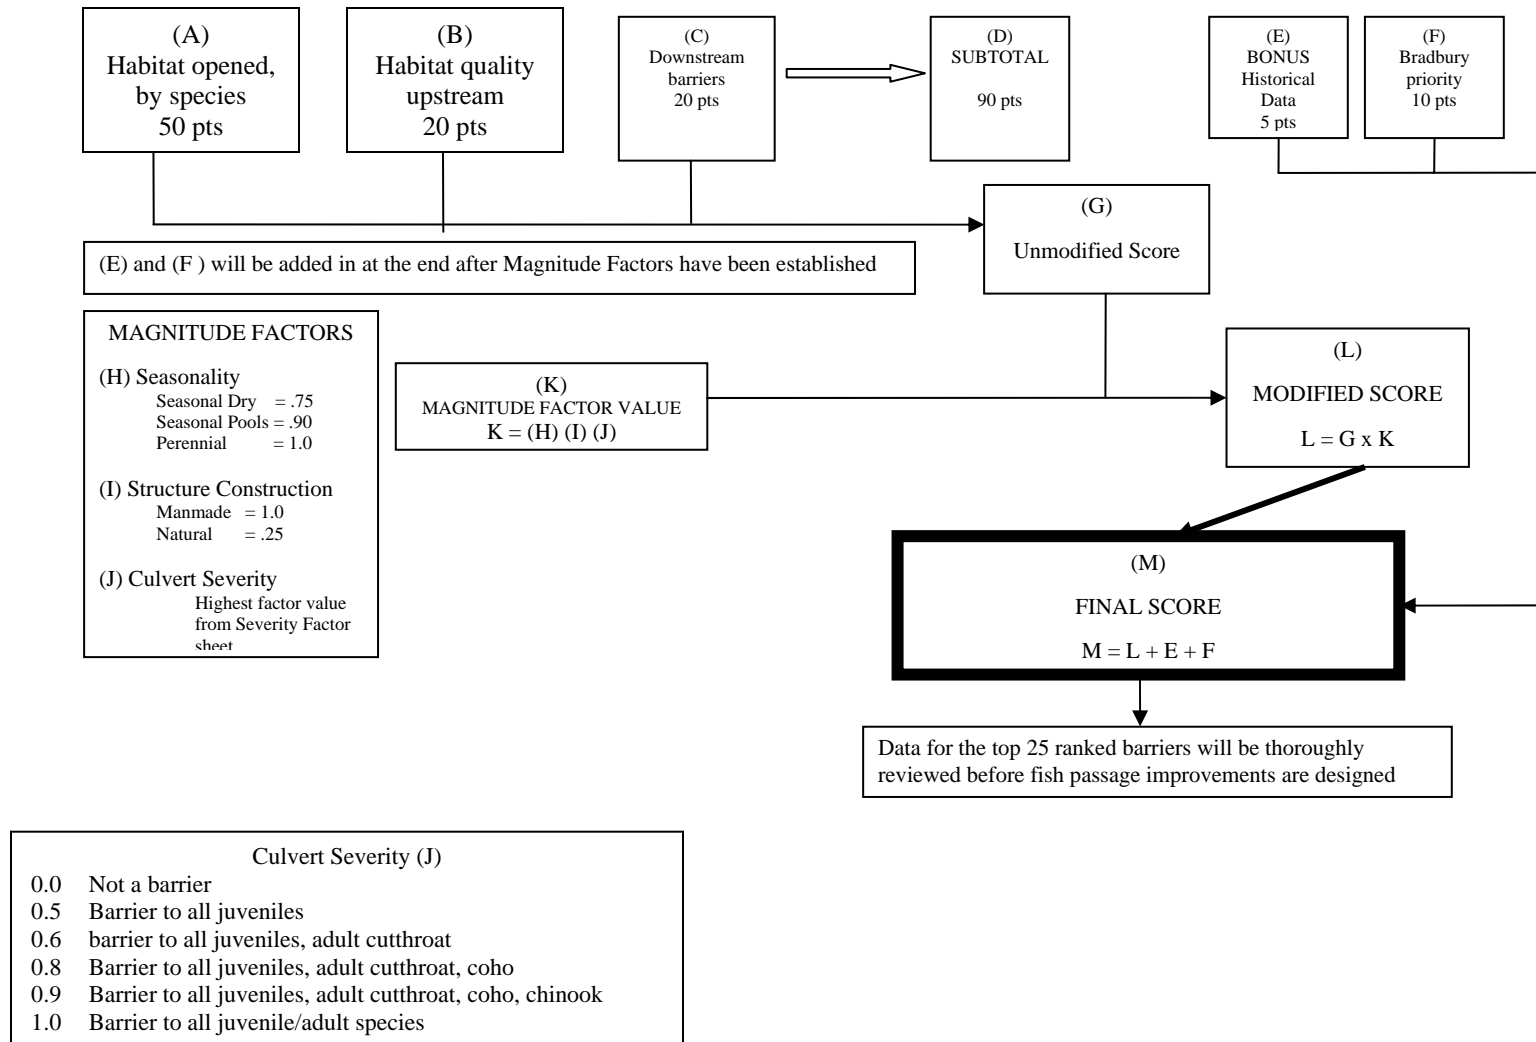 (A)
Habitat opened,
by species
50 pts
(B)
Habitat quality
upstream
20 pts
(C)
Downstream
barriers
20 pts
(D)
SUBTOTAL
90 pts
(E)
BONUS
Historical
Data
5 pts
(F)
Bradbury
priority
10 pts
(G)
Unmodified Score
(E) and (F ) will be added in at the end after Magnitude Factors have been established
MAGNITUDE FACTORS
(H) Seasonality
Seasonal Dry = .75
Seasonal Pools = .90
Perennial = 1.0
(I) Structure Construction
Manmade = 1.0
Natural = .25
(J) Culvert Severity
Highest factor value
from Severity Factor
sheet
(K)
MAGNITUDE FACTOR VALUE
K = (H) (I) (J)
(L)
MODIFIED SCORE
L = G x K
(M)
FINAL SCORE
M = L + E + F
Data for the top 25 ranked barriers will be thoroughly
reviewed before fish passage improvements are designed
Culvert Severity (J)
0.0 Not a barrier
0.5 Barrier to all juveniles
0.6 barrier to all juveniles, adult cutthroat
0.8 Barrier to all juveniles, adult cutthroat, coho
0.9 Barrier to all juveniles, adult cutthroat, coho, chinook
1.0 Barrier to all juvenile/adult species